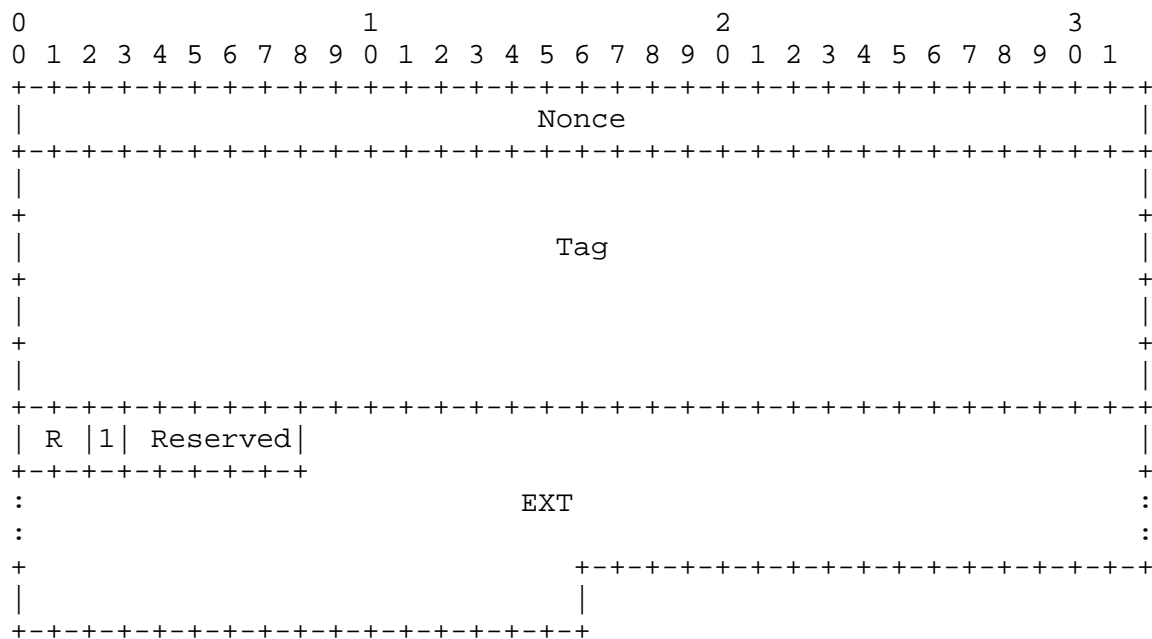 0                   1                   2                   3
0 1 2 3 4 5 6 7 8 9 0 1 2 3 4 5 6 7 8 9 0 1 2 3 4 5 6 7 8 9 0 1
+-+-+-+-+-+-+-+-+-+-+-+-+-+-+-+-+-+-+-+-+-+-+-+-+-+-+-+-+-+-+-+-+
|                             Nonce                             |
+-+-+-+-+-+-+-+-+-+-+-+-+-+-+-+-+-+-+-+-+-+-+-+-+-+-+-+-+-+-+-+-+
|                                                               |
+                                                               +
|                              Tag                              |
+                                                               +
|                                                               |
+                                                               +
|                                                               |
+-+-+-+-+-+-+-+-+-+-+-+-+-+-+-+-+-+-+-+-+-+-+-+-+-+-+-+-+-+-+-+-+
| R |1| Reserved|                                               |
+-+-+-+-+-+-+-+-+                                               +
:                            EXT                                :
:                                                               :
+                               +-+-+-+-+-+-+-+-+-+-+-+-+-+-+-+-+
|                               |
+-+-+-+-+-+-+-+-+-+-+-+-+-+-+-+-+